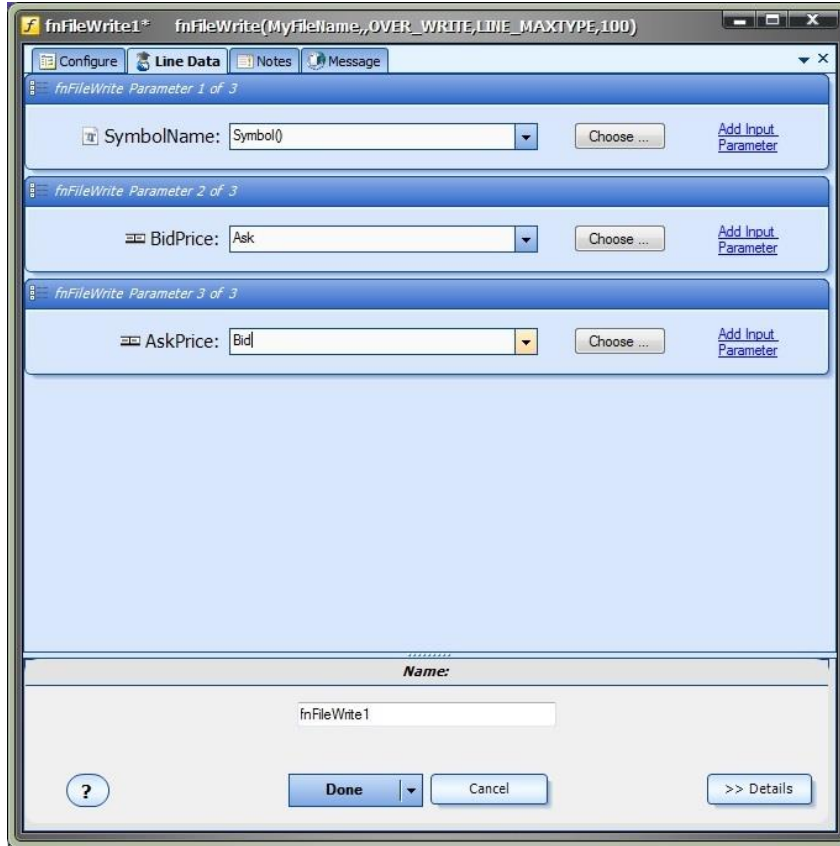 fnFileWrite1* fnFileWrite(MyFileName,,OVER_WRITE,LINE_MAXTYPE,100)
Configure Line Data Notes Message
fnFileWrite Parameter 1 of 3
SymbolName: Symbol() Choose ... Add Input
Parameter
fnFileWrite Parameter 2 of 3
BidPrice: Ask Choose ... Add Input
Parameter
fnFileWrite Parameter 3 of 3
AskPrice: Bid Choose ... Add Input
Parameter
Name:
fnFileWrite1
? Done Cancel >> Details